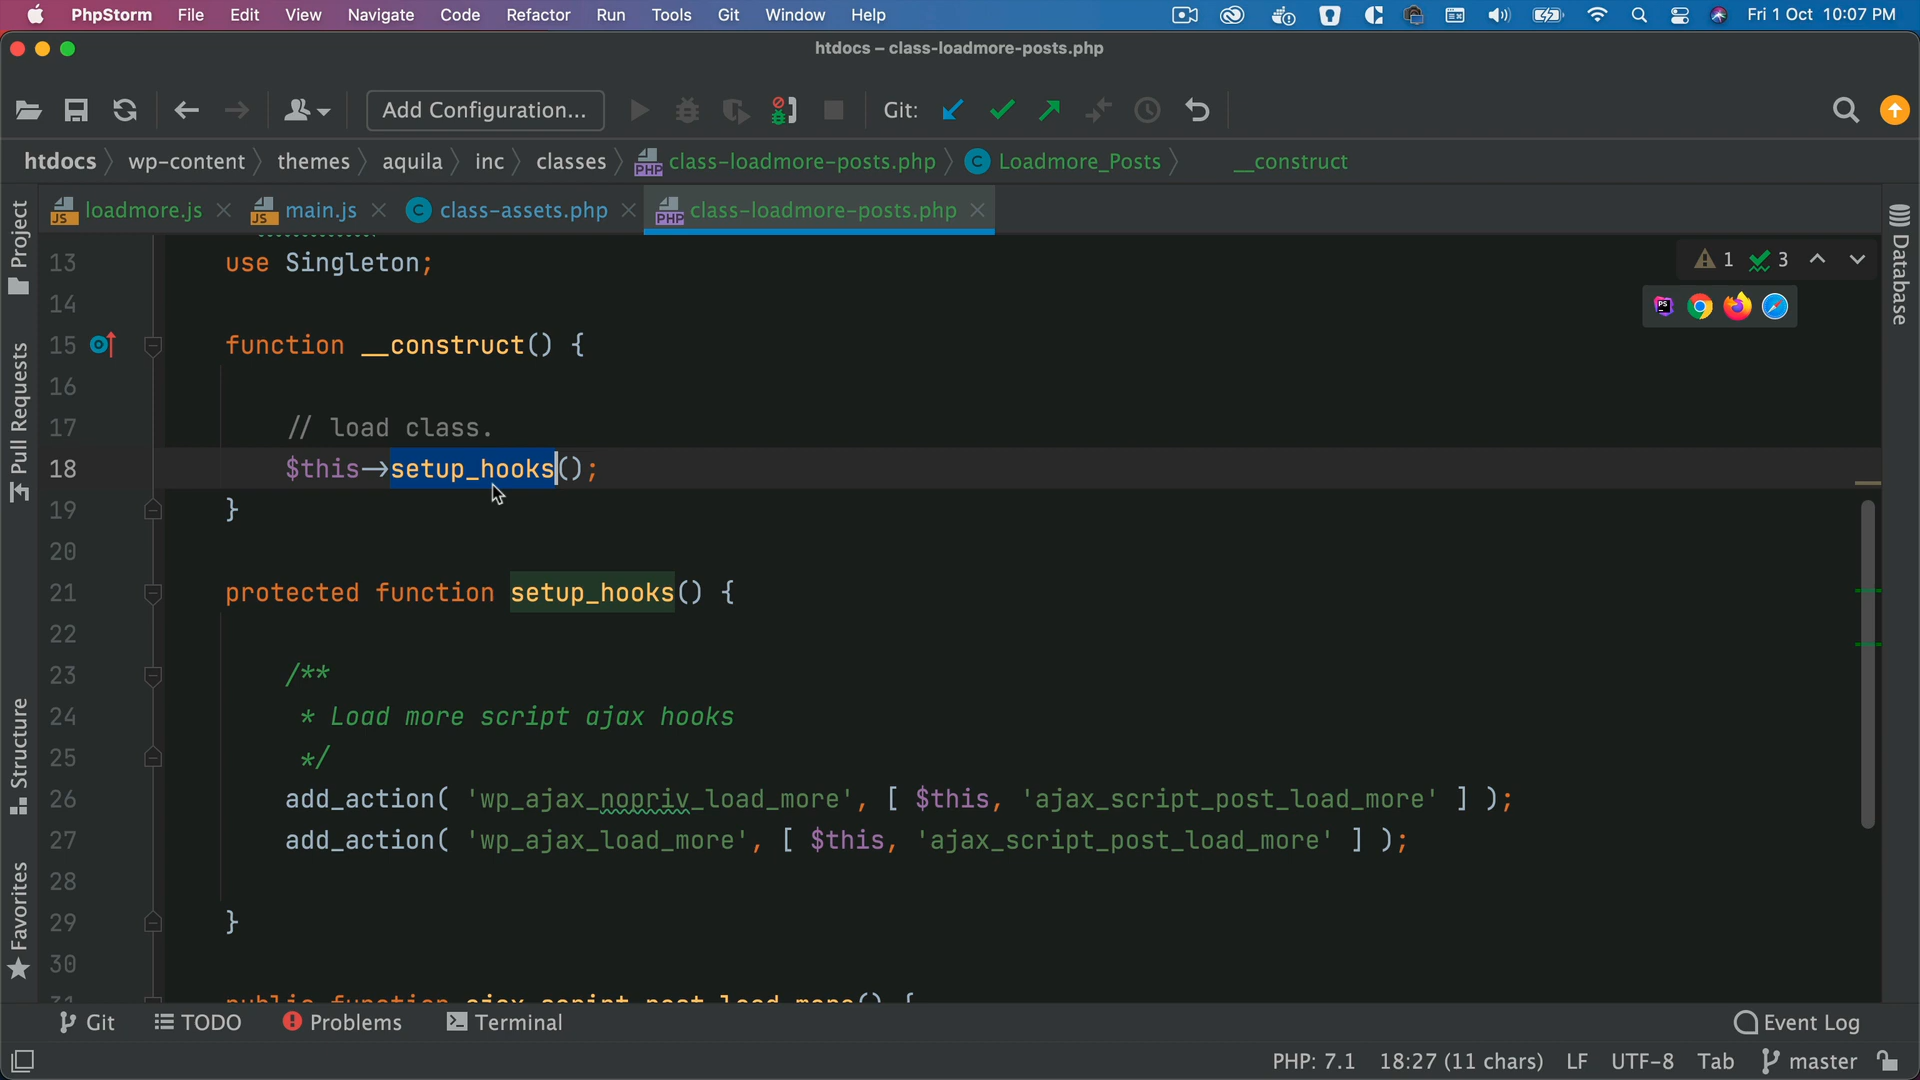 PhpStorm File Edit View Navigate Code Refactor Run Tools Git Window Help Fri 1 Oct 10:07 PM
htdocs – class-loadmore-posts.php
Add Configuration... Git:
htdocs wp-content themes aquila inc classes class-loadmore-posts.php Loadmore_Posts __construct
loadmore.js main.js class-assets.php class-loadmore-posts.php
Project
Pull Requests
Structure
Favorites
Database
1 3
13 use Singleton;
14
15 function __construct() {
16
17 // load class.
18 $this->setup_hooks();
19 }
20
21 protected function setup_hooks() {
22
23 /**
24 * Load more script ajax hooks
25 */
26 add_action( 'wp_ajax_nopriv_load_more', [ $this, 'ajax_script_post_load_more' ] );
27 add_action( 'wp_ajax_load_more', [ $this, 'ajax_script_post_load_more' ] );
28
29 }
30
31 public function ajax_script_post_load_more() {
Git TODO Problems Terminal Event Log
PHP: 7.1 18:27 (11 chars) LF UTF-8 Tab master